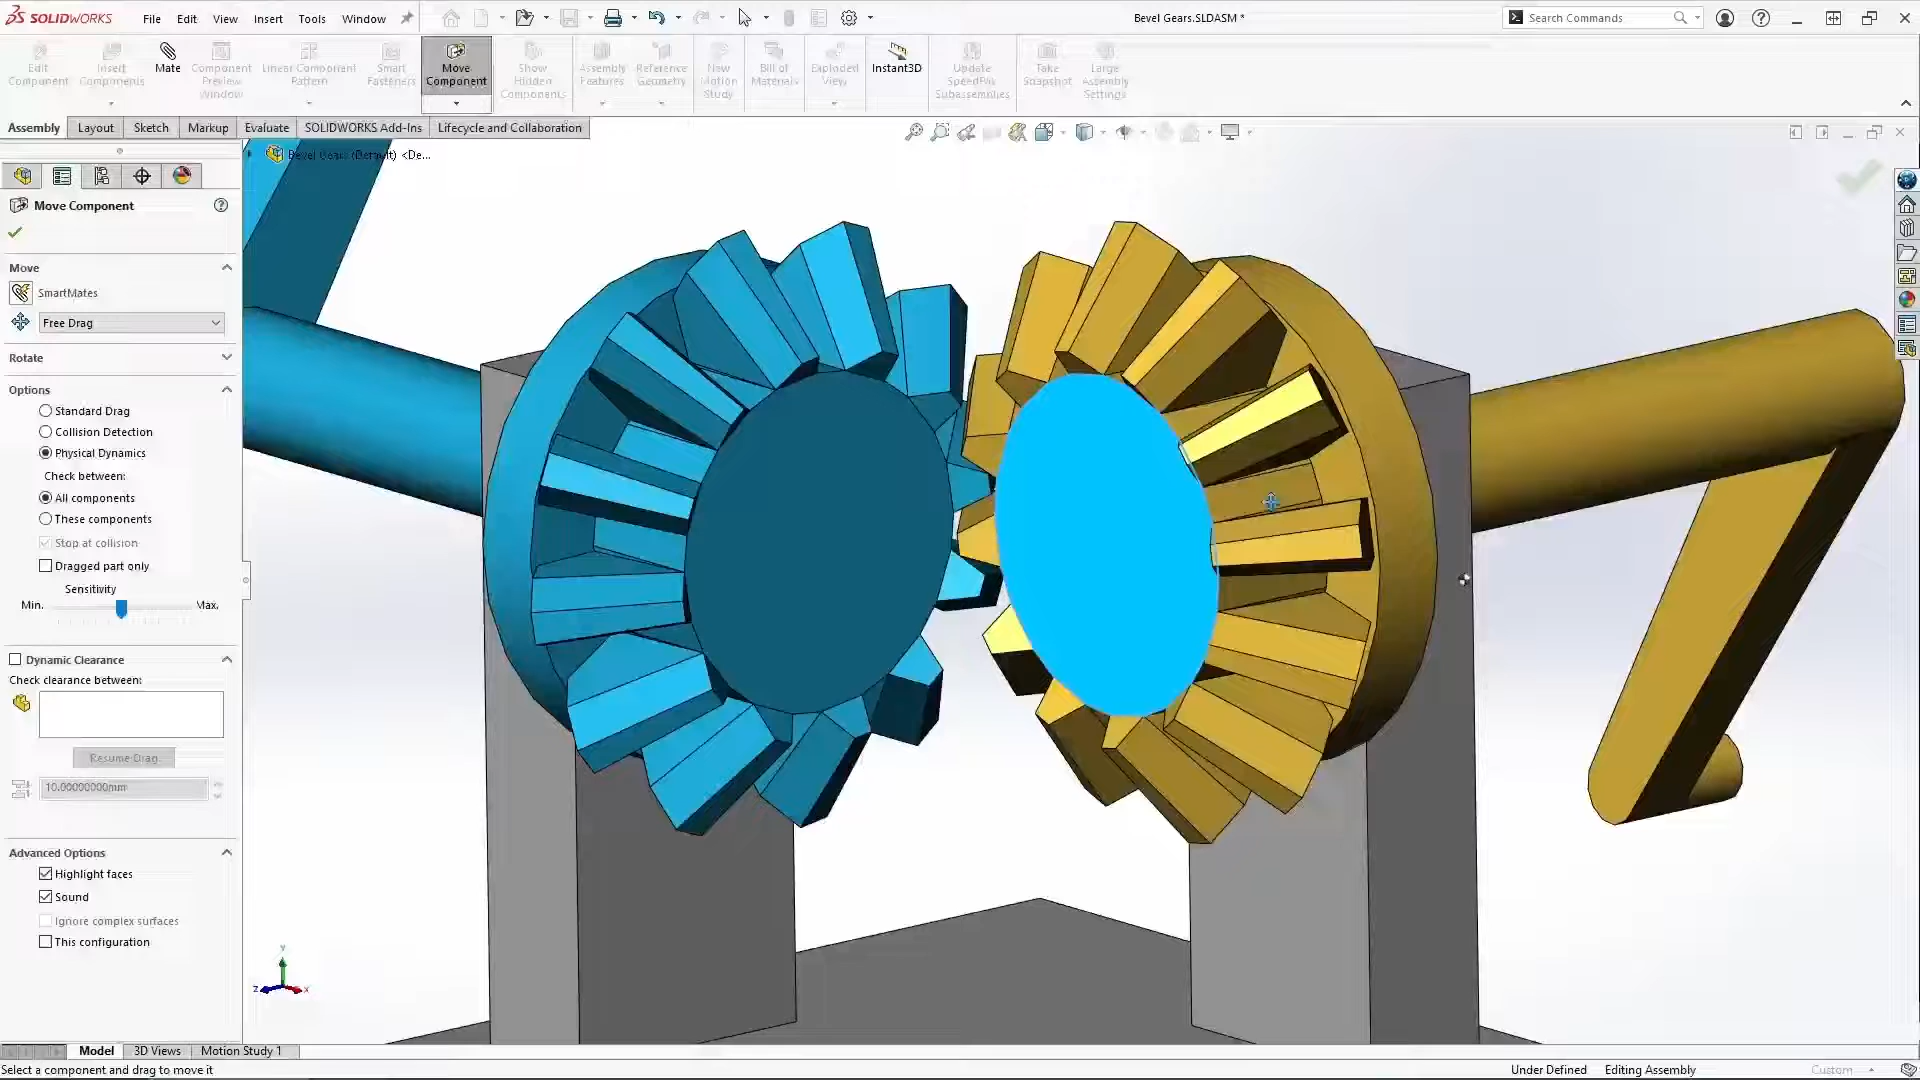 SOLIDWORKS File Edit View Insert Tools Window Bevel Gears.SLDASM * Search Commands
Edit Component
Insert Components
Mate
Component Preview Window
Linear Component Pattern
Smart Fasteners
Move Component
Show Hidden Components
Assembly Features
Reference Geometry
New Motion Study
Bill of Materials
Exploded View
Instant3D
Update SpeedPak Subassemblies
Take Snapshot
Large Assembly Settings
Assembly Layout Sketch Markup Evaluate SOLIDWORKS Add-Ins Lifecycle and Collaboration
Bevel Gears (Default) <De...
Move Component
Move
SmartMates
Free Drag
Rotate
Options
Standard Drag
Collision Detection
Physical Dynamics
Check between:
All components
These components
Stop at collision
Dragged part only
Sensitivity
Min. Max.
Dynamic Clearance
Check clearance between:
Resume Drag
10.00000000mm
Advanced Options
Highlight faces
Sound
Ignore complex surfaces
This configuration
Y
Z X
Model 3D Views Motion Study 1
Select a component and drag to move it Under Defined Editing Assembly Custom